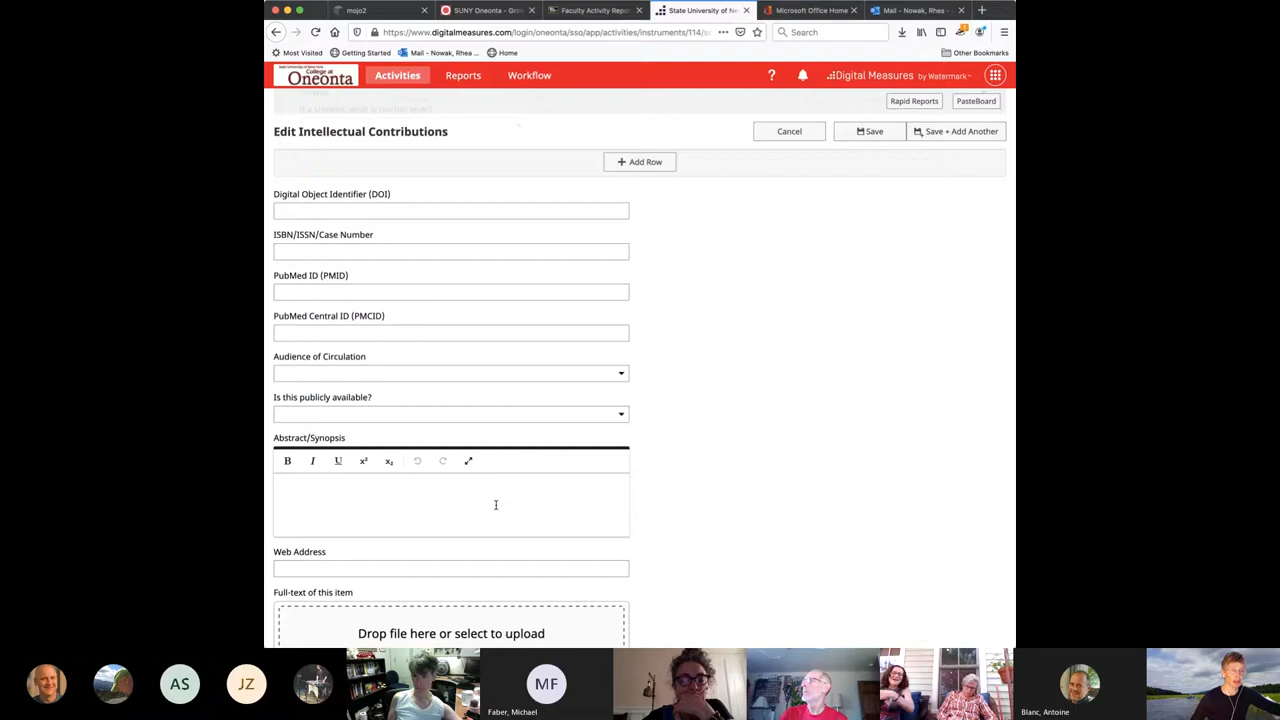 mojo2
SUNY Oneonta - Gro
Faculty Activity Repor
State University of Ne
Microsoft Office Home
Mail - Nowak, Rhea
https://www.digitalmeasures.com/login/oneonta/sso/app/activities/instruments/114/s
Search
Most Visited
Getting Started
Mail - Nowak, Rhea ...
Home
Other Bookmarks
College at
Oneonta
Activities
Reports
Workflow
?
Digital Measures by Watermark
Rapid Reports
PasteBoard
Edit Intellectual Contributions
Cancel
Save
Save + Add Another
+ Add Row
Digital Object Identifier (DOI)
ISBN/ISSN/Case Number
PubMed ID (PMID)
PubMed Central ID (PMCID)
Audience of Circulation
Is this publicly available?
Abstract/Synopsis
B I U x² x₂
Web Address
Full-text of this item
Drop file here or select to upload
AS
JZ
MF
Faber, Michael
Blanc, Antoine